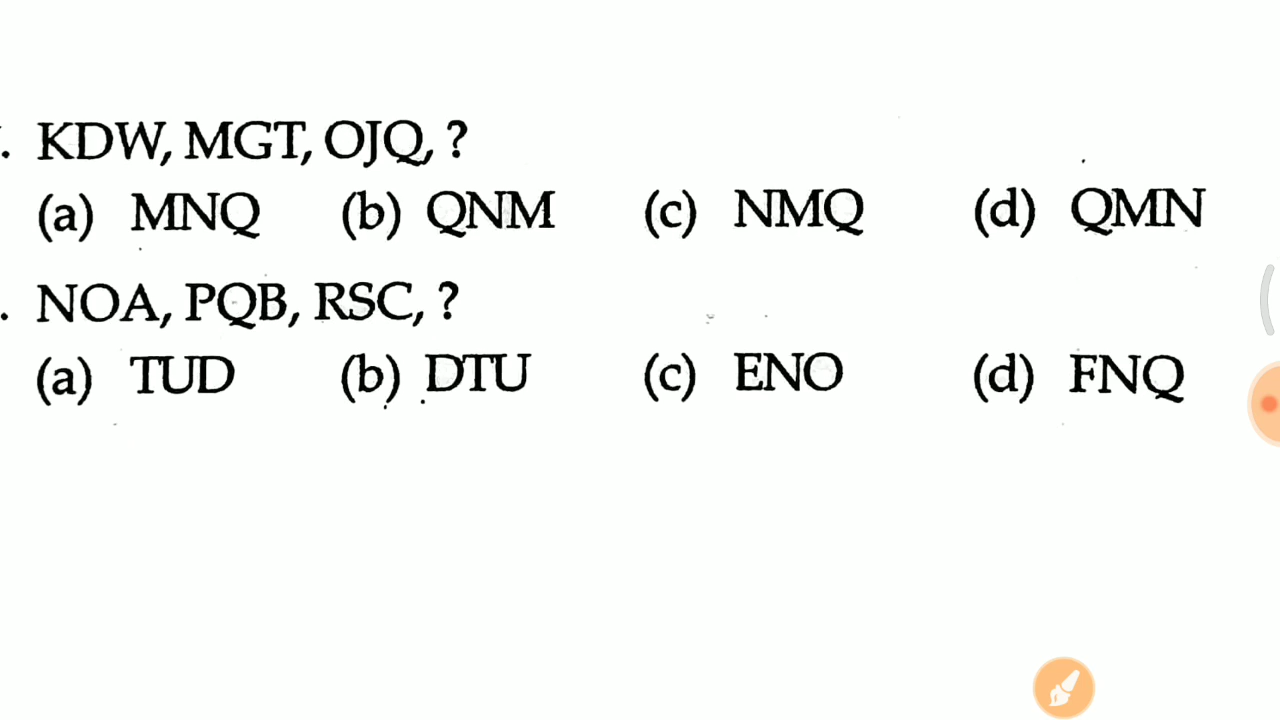 . KDW, MGT, OJQ, ?
(a) MNQ (b) QNM (c) NMQ (d) QMN
. NOA, PQB, RSC, ?
(a) TUD (b) DTU (c) ENO (d) FNQ